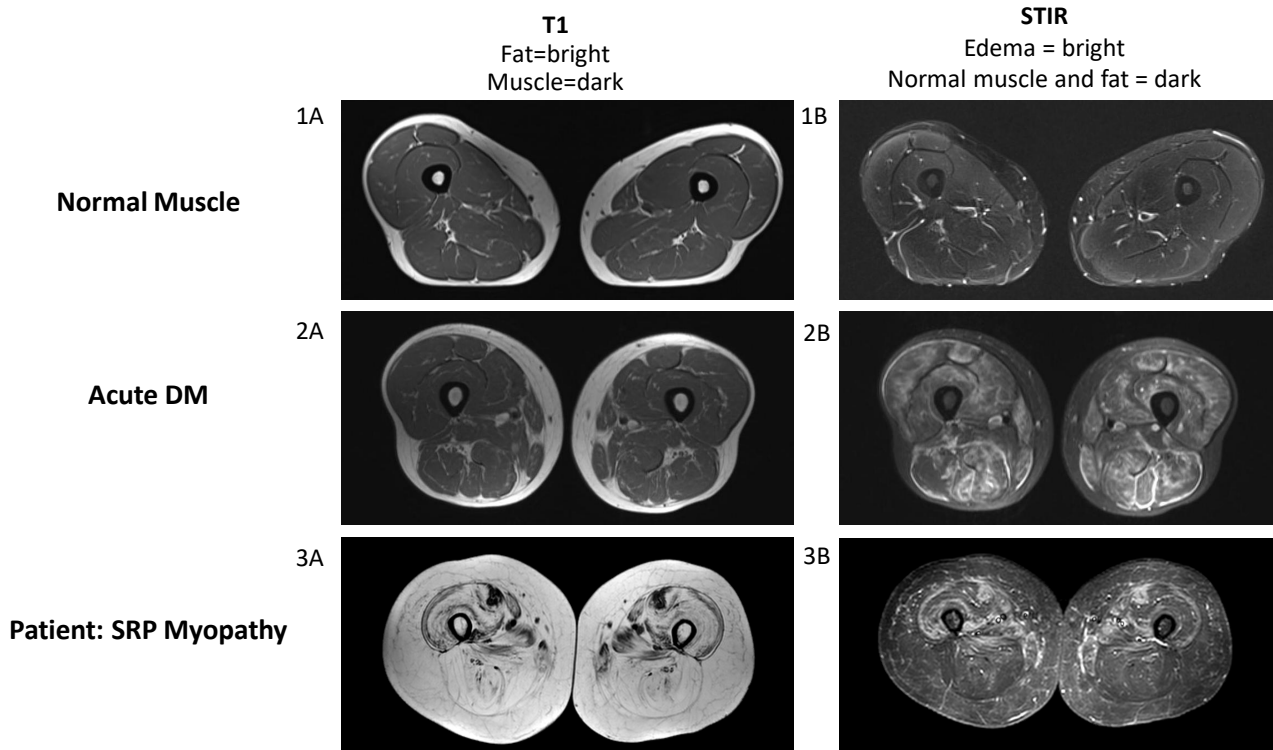 T1
Fat=bright
Muscle=dark
STIR
Edema = bright
Normal muscle and fat = dark
1A
1B
Normal Muscle
2A
2B
Acute DM
3A
3B
Patient: SRP Myopathy